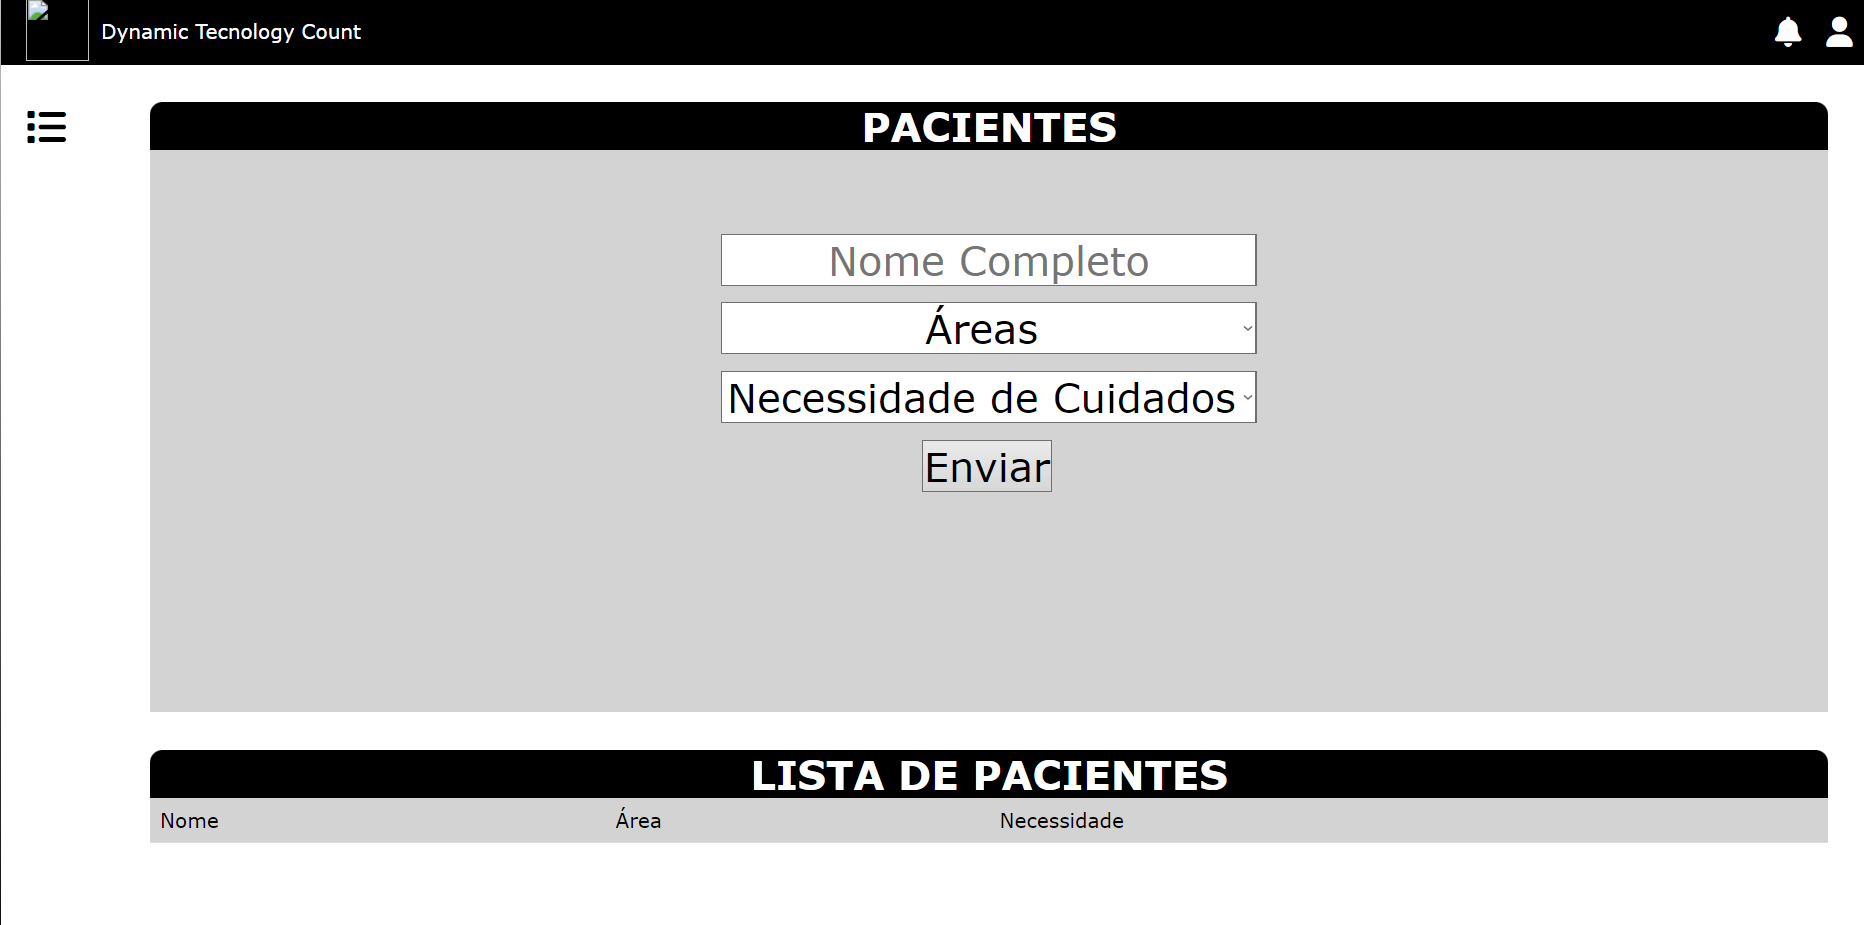 Dynamic Tecnology Count
PACIENTES
Nome Completo
Áreas
Necessidade de Cuidados
Enviar
LISTA DE PACIENTES
Nome Área Necessidade